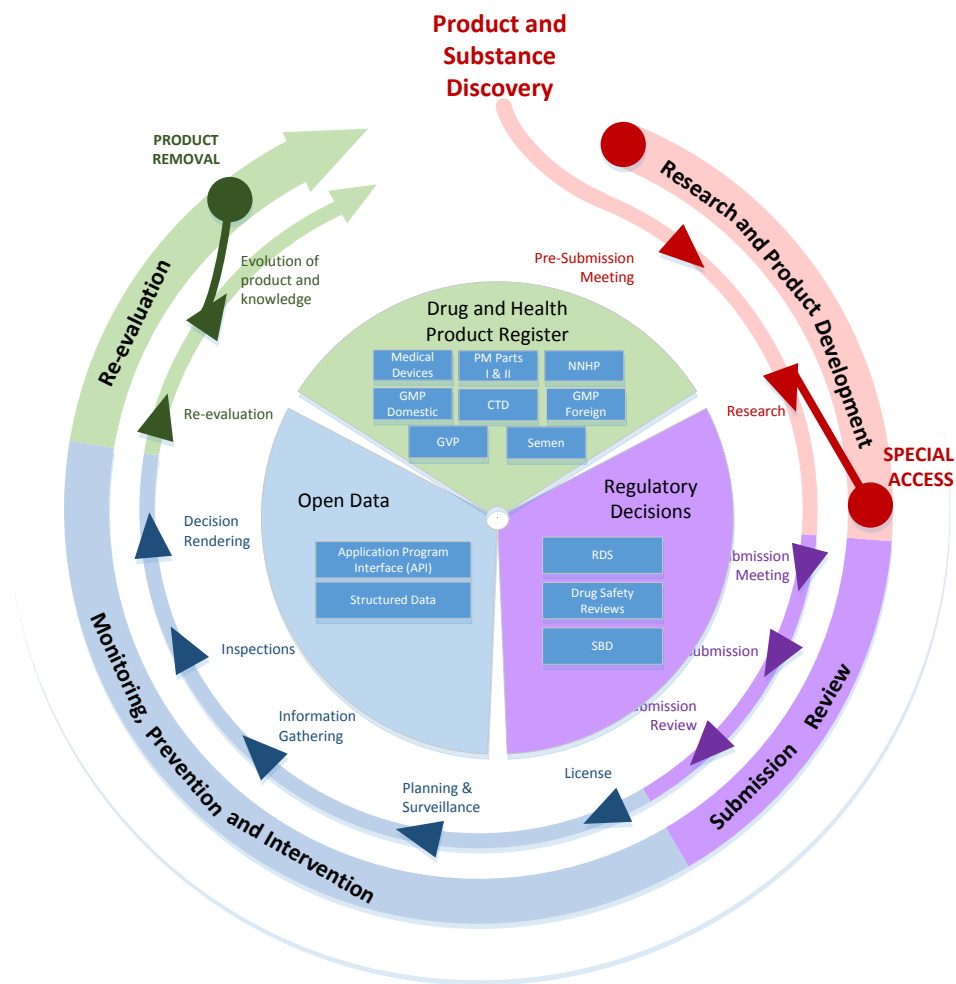 Product and
Substance
Discovery
PRODUCT
REMOVAL
Research and Product Development
Evolution of
product and
knowledge
Pre-Submission
Meeting
Re-evaluation
Drug and Health
Product Register
Medical
Devices
PM Parts
I & II
NNHP
GMP
Domestic
CTD
GMP
Foreign
GVP
Semen
Re-evaluation
Research
SPECIAL
ACCESS
Open Data
Application Program
Interface (API)
Structured Data
Regulatory
Decisions
RDS
Drug Safety
Reviews
SBD
Decision
Rendering
bmission
Meeting
Inspections
ubmission
Information
Gathering
bmission
Review
License
Planning &
Surveillance
Monitoring, Prevention and Intervention
Submission Review